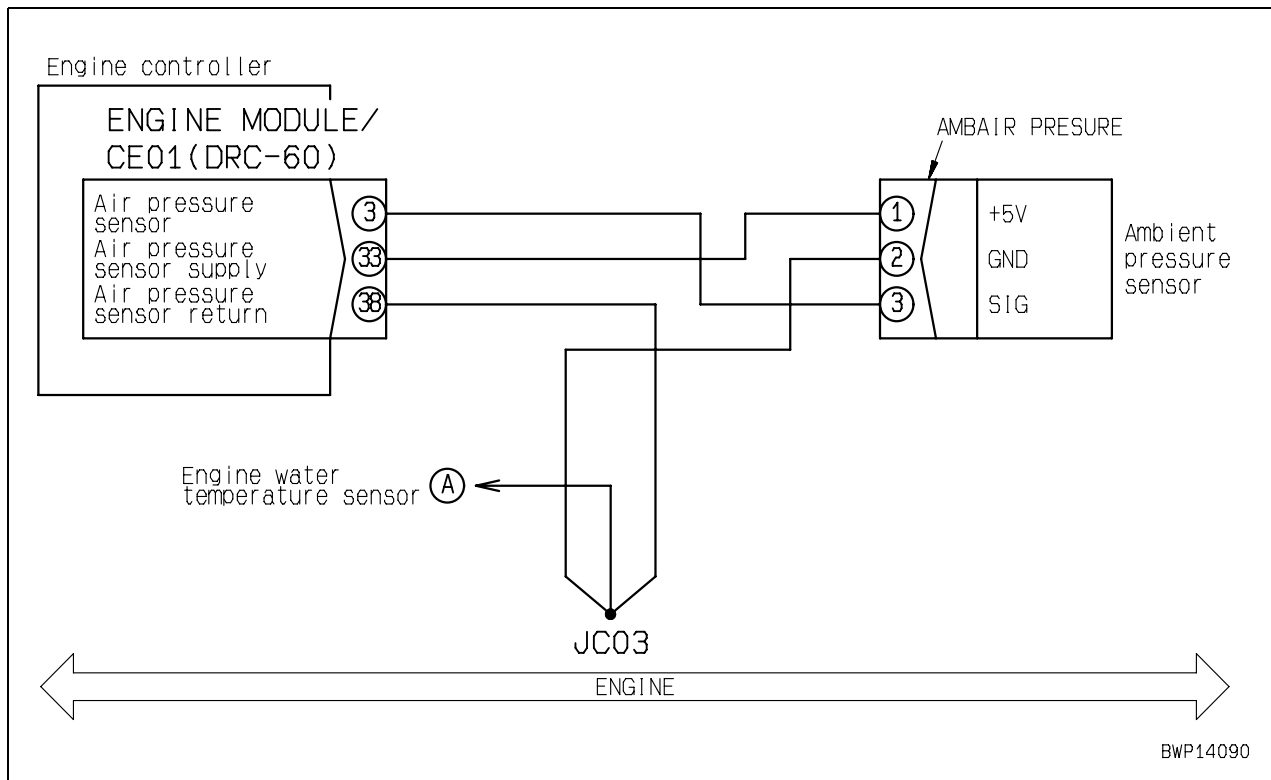 Engine controller
ENGINE MODULE/
CE01(DRC-60)
Air pressure
sensor
3
Air pressure
sensor supply
33
Air pressure
sensor return
38
AMBAIR PRESURE
1
+5V
2
GND
3
SIG
Ambient
pressure
sensor
Engine water
temperature sensor
A
JC03
ENGINE
BWP14090